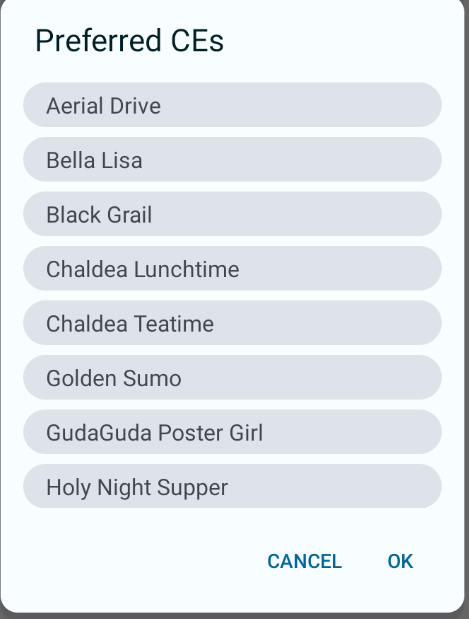 Preferred CEs
Aerial Drive
Bella Lisa
Black Grail
Chaldea Lunchtime
Chaldea Teatime
Golden Sumo
GudaGuda Poster Girl
Holy Night Supper
CANCEL OK